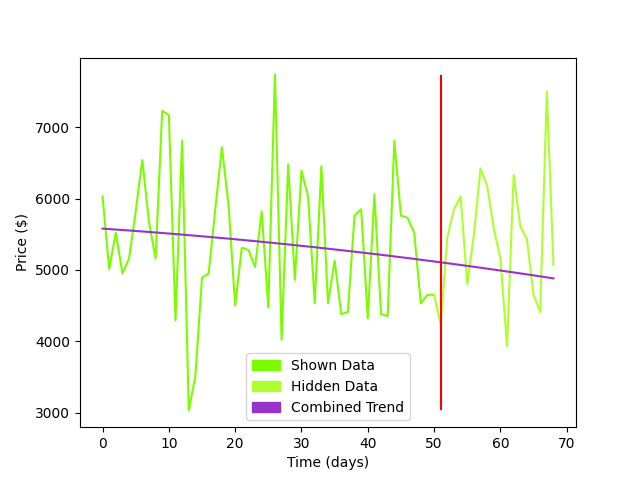 7000
6000
5000
4000
3000
Price ($)
Shown Data
Hidden Data
Combined Trend
0 10 20 30 40 50 60 70
Time (days)